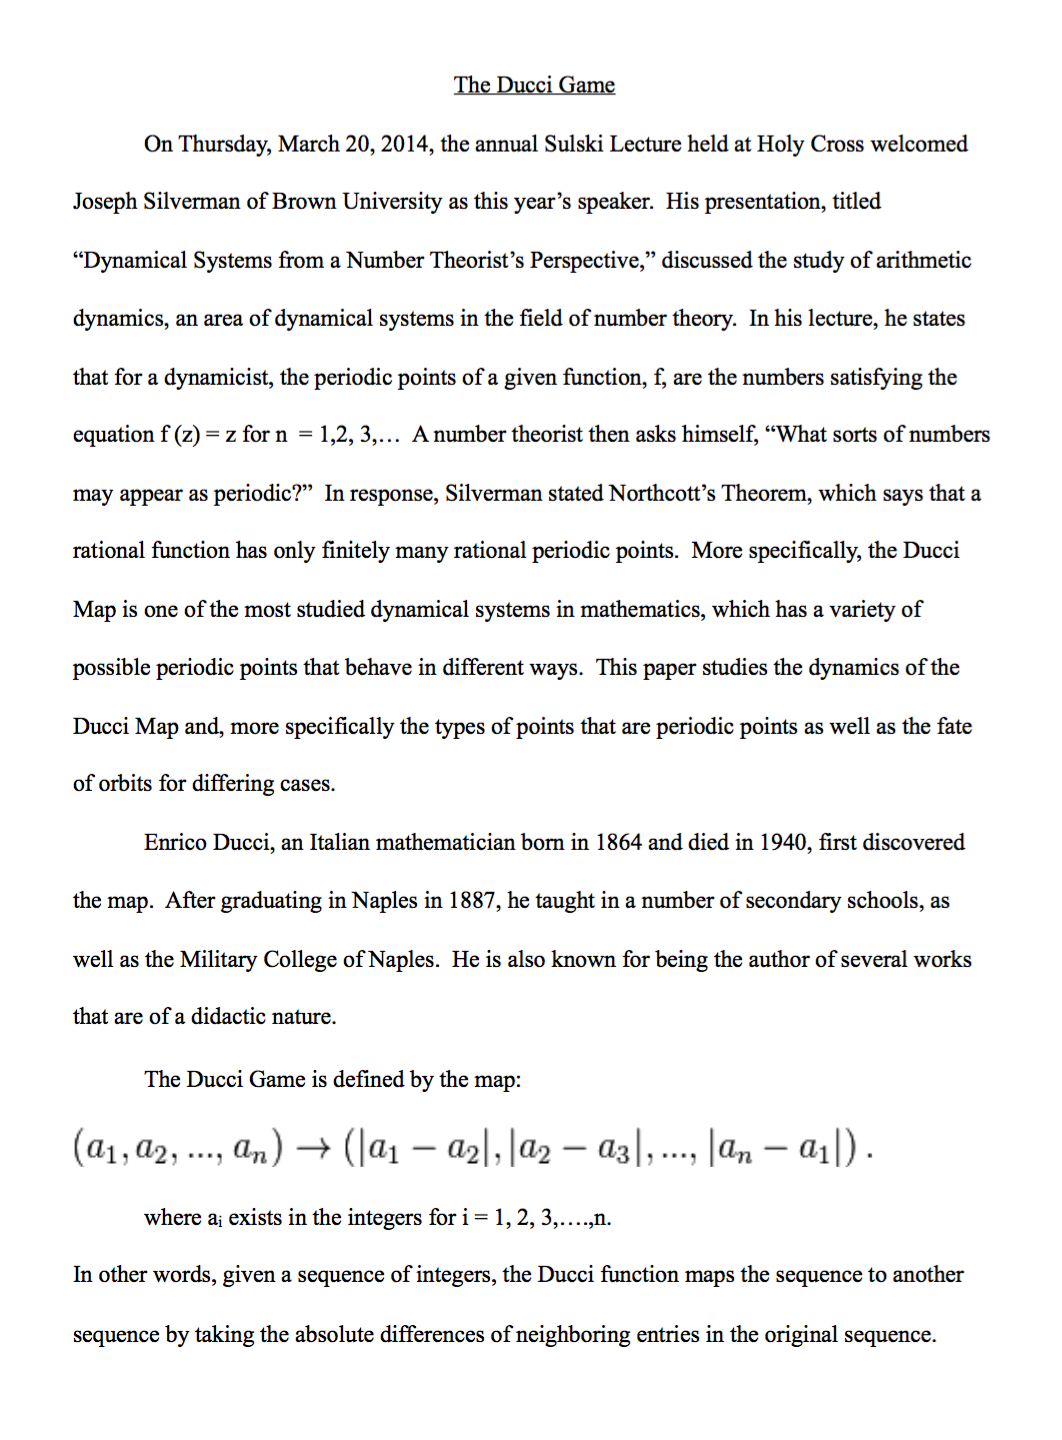 The Ducci Game
On Thursday, March 20, 2014, the annual Sulski Lecture held at Holy Cross welcomed
Joseph Silverman of Brown University as this year’s speaker.  His presentation, titled
“Dynamical Systems from a Number Theorist’s Perspective,” discussed the study of arithmetic
dynamics, an area of dynamical systems in the field of number theory.  In his lecture, he states
that for a dynamicist, the periodic points of a given function, f, are the numbers satisfying the
equation f (z) = z for n  = 1,2, 3,…  A number theorist then asks himself, “What sorts of numbers
may appear as periodic?”  In response, Silverman stated Northcott’s Theorem, which says that a
rational function has only finitely many rational periodic points.  More specifically, the Ducci
Map is one of the most studied dynamical systems in mathematics, which has a variety of
possible periodic points that behave in different ways.  This paper studies the dynamics of the
Ducci Map and, more specifically the types of points that are periodic points as well as the fate
of orbits for differing cases.
Enrico Ducci, an Italian mathematician born in 1864 and died in 1940, first discovered
the map.  After graduating in Naples in 1887, he taught in a number of secondary schools, as
well as the Military College of Naples.  He is also known for being the author of several works
that are of a didactic nature.
The Ducci Game is defined by the map:
(a₁, a₂, ..., aₙ) → (|a₁ − a₂|, |a₂ − a₃|, ..., |aₙ − a₁|) .
where aᵢ exists in the integers for i = 1, 2, 3,….,n.
In other words, given a sequence of integers, the Ducci function maps the sequence to another
sequence by taking the absolute differences of neighboring entries in the original sequence.